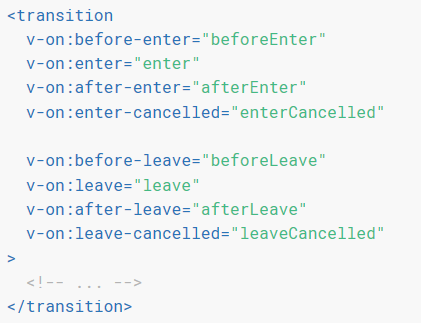 <transition
  v-on:before-enter="beforeEnter"
  v-on:enter="enter"
  v-on:after-enter="afterEnter"
  v-on:enter-cancelled="enterCancelled"

  v-on:before-leave="beforeLeave"
  v-on:leave="leave"
  v-on:after-leave="afterLeave"
  v-on:leave-cancelled="leaveCancelled"
>
  <!-- ... -->
</transition>